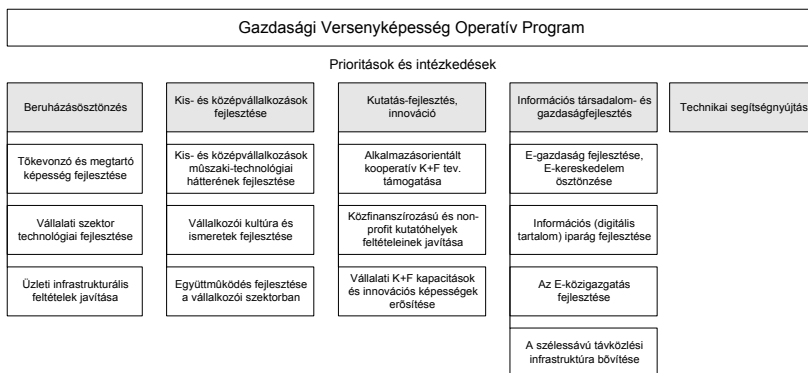 Gazdasági Versenyképesség Operatív Program
Prioritások és intézkedések
Beruházásösztönzés
Tőkevonzó és megtartó
képesség fejlesztése
Vállalati szektor
technológiai fejlesztése
Üzleti infrastrukturális
feltételek javítása
Kis- és középvállalkozások
fejlesztése
Kis- és középvállalkozások
mûszaki-technológiai
hátterének fejlesztése
Vállalkozói kultúra és
ismeretek fejlesztése
Együttmûködés fejlesztése
a vállalkozói szektorban
Kutatás-fejlesztés,
innováció
Alkalmazásorientált
kooperatív K+F tev.
támogatása
Közfinanszírozású és non-
profit kutatóhelyek
feltételeinek javítása
Vállalati K+F kapacitások
és innovációs képességek
erõsítése
Információs társadalom- és
gazdaságfejlesztés
E-gazdaság fejlesztése,
E-kereskedelem
ösztönzése
Információs (digitális
tartalom) iparág fejlesztése
Az E-közigazgatás
fejlesztése
A szélessávú távközlési
infrastruktúra bõvítése
Technikai segítségnyújtás